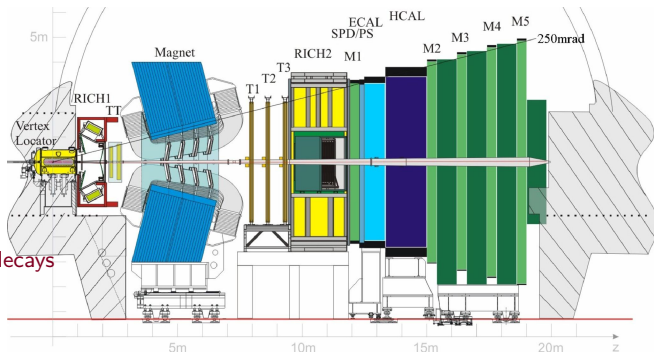 HCAL
M5
ECAL
M4
SPD/PS
M3
5m
Magnet
RICH2
M1
M2
250mrad
T3
T2
T1
RICH1
TT
Vertex
Locator
decays
5m
10m
15m
20m
z